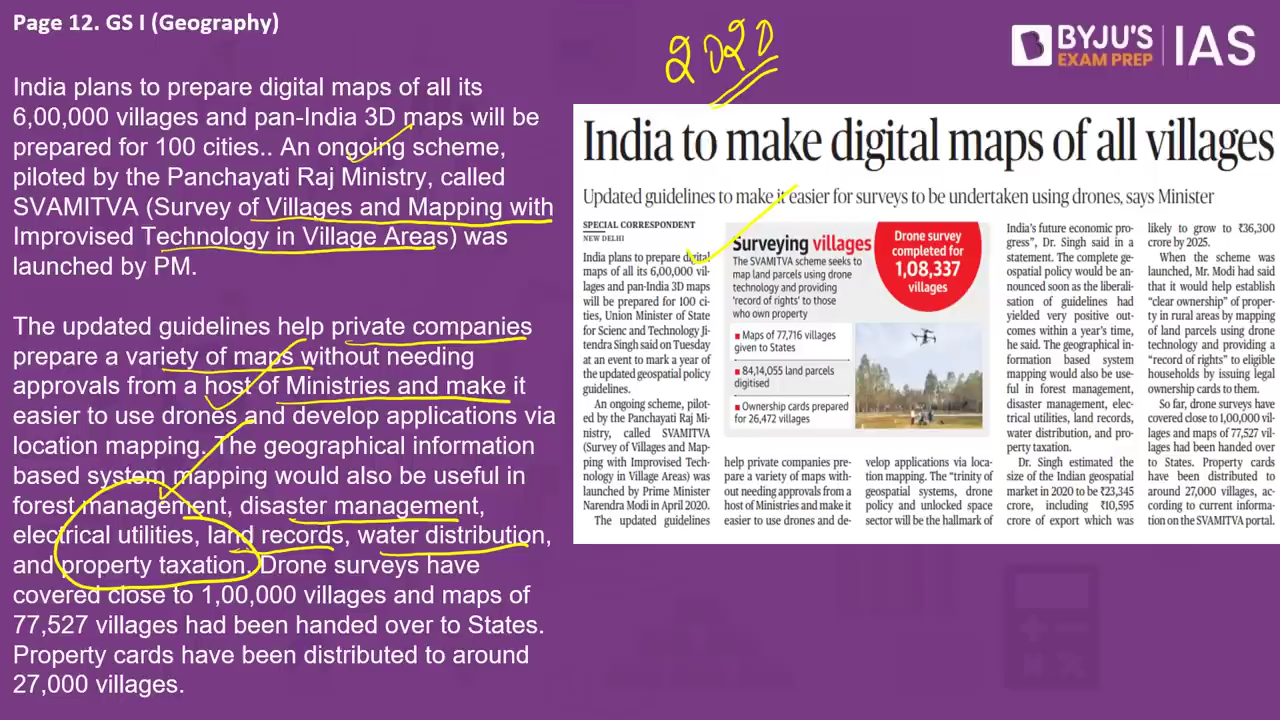 Page 12. GS I (Geography)
2020
BYJU'S
EXAM PREP
IAS
India plans to prepare digital maps of all its
6,00,000 villages and pan-India 3D maps will be
prepared for 100 cities.. An ongoing scheme,
piloted by the Panchayati Raj Ministry, called
SVAMITVA (Survey of Villages and Mapping with
Improvised Technology in Village Areas) was
launched by PM.
The updated guidelines help private companies
prepare a variety of maps without needing
approvals from a host of Ministries and make it
easier to use drones and develop applications via
location mapping. The geographical information
based system mapping would also be useful in
forest management, disaster management,
electrical utilities, land records, water distribution,
and property taxation. Drone surveys have
covered close to 1,00,000 villages and maps of
77,527 villages had been handed over to States.
Property cards have been distributed to around
27,000 villages.
India to make digital maps of all villages
Updated guidelines to make it easier for surveys to be undertaken using drones, says Minister
SPECIAL CORRESPONDENT
NEW DELHI
India plans to prepare digital
maps of all its 6,00,000 vil-
lages and pan-India 3D maps
will be prepared for 100 ci-
ties, Union Minister of State
for Scienc and Technology Ji-
tendra Singh said on Tuesday
at an event to mark a year of
the updated geospatial policy
guidelines.
An ongoing scheme, pilot-
ed by the Panchayati Raj Mi-
nistry, called SVAMITVA
(Survey of Villages and Map-
ping with Improvised Tech-
nology in Village Areas) was
launched by Prime Minister
Narendra Modi in April 2020.
The updated guidelines
Surveying villages
The SVAMITVA scheme seeks to
map land parcels using drone
technology and providing
'record of rights' to those
who own property
Drone survey
completed for
1,08,337
villages
Maps of 77,716 villages
given to States
84,14,055 land parcels
digitised
Ownership cards prepared
for 26,472 villages
help private companies pre-
pare a variety of maps with-
out needing approvals from a
host of Ministries and make it
easier to use drones and de-
velop applications via loca-
tion mapping. The "trinity of
geospatial systems, drone
policy and unlocked space
sector will be the hallmark of
India's future economic pro-
gress", Dr. Singh said in a
statement. The complete ge-
ospatial policy would be an-
nounced soon as the liberali-
sation of guidelines had
yielded very positive out-
comes within a year's time,
he said. The geographical in-
formation based system
mapping would also be use-
ful in forest management,
disaster management, elec-
trical utilities, land records,
water distribution, and pro-
perty taxation.
Dr. Singh estimated the
size of the Indian geospatial
market in 2020 to be ₹23,345
crore, including ₹10,595
crore of export which was
likely to grow to ₹36,300
crore by 2025.
When the scheme was
launched, Mr. Modi had said
that it would help establish
"clear ownership" of proper-
ty in rural areas by mapping
of land parcels using drone
technology and providing a
"record of rights" to eligible
households by issuing legal
ownership cards to them.
So far, drone surveys have
covered close to 1,00,000 vil-
lages and maps of 77,527 vil-
lages had been handed over
to States. Property cards
have been distributed to
around 27,000 villages, ac-
cording to current informa-
tion on the SVAMITVA portal.